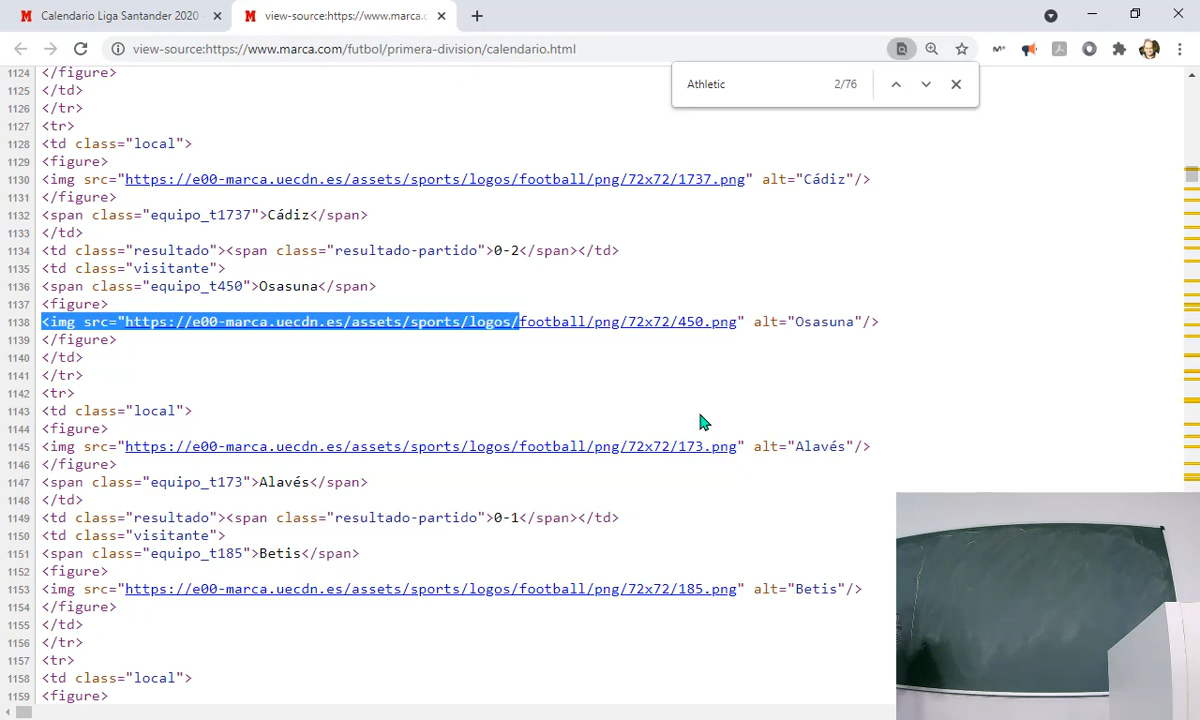 Calendario Liga Santander 2020
view-source:https://www.marca.c
view-source:https://www.marca.com/futbol/primera-division/calendario.html
Athletic 2/76
1124 </figure>
1125 </td>
1126 </tr>
1127 <tr>
1128 <td class="local">
1129 <figure>
1130 <img src="https://e00-marca.uecdn.es/assets/sports/logos/football/png/72x72/1737.png" alt="Cádiz"/>
1131 </figure>
1132 <span class="equipo_t1737">Cádiz</span>
1133 </td>
1134 <td class="resultado"><span class="resultado-partido">0-2</span></td>
1135 <td class="visitante">
1136 <span class="equipo_t450">Osasuna</span>
1137 <figure>
1138 <img src="https://e00-marca.uecdn.es/assets/sports/logos/football/png/72x72/450.png" alt="Osasuna"/>
1139 </figure>
1140 </td>
1141 </tr>
1142 <tr>
1143 <td class="local">
1144 <figure>
1145 <img src="https://e00-marca.uecdn.es/assets/sports/logos/football/png/72x72/173.png" alt="Alavés"/>
1146 </figure>
1147 <span class="equipo_t173">Alavés</span>
1148 </td>
1149 <td class="resultado"><span class="resultado-partido">0-1</span></td>
1150 <td class="visitante">
1151 <span class="equipo_t185">Betis</span>
1152 <figure>
1153 <img src="https://e00-marca.uecdn.es/assets/sports/logos/football/png/72x72/185.png" alt="Betis"/>
1154 </figure>
1155 </td>
1156 </tr>
1157 <tr>
1158 <td class="local">
1159 <figure>